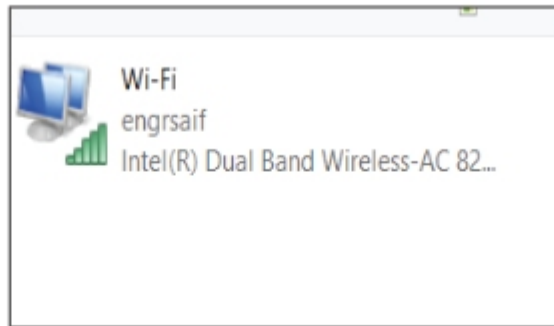 Wi-Fi
engrsaif
Intel(R) Dual Band Wireless-AC 82...